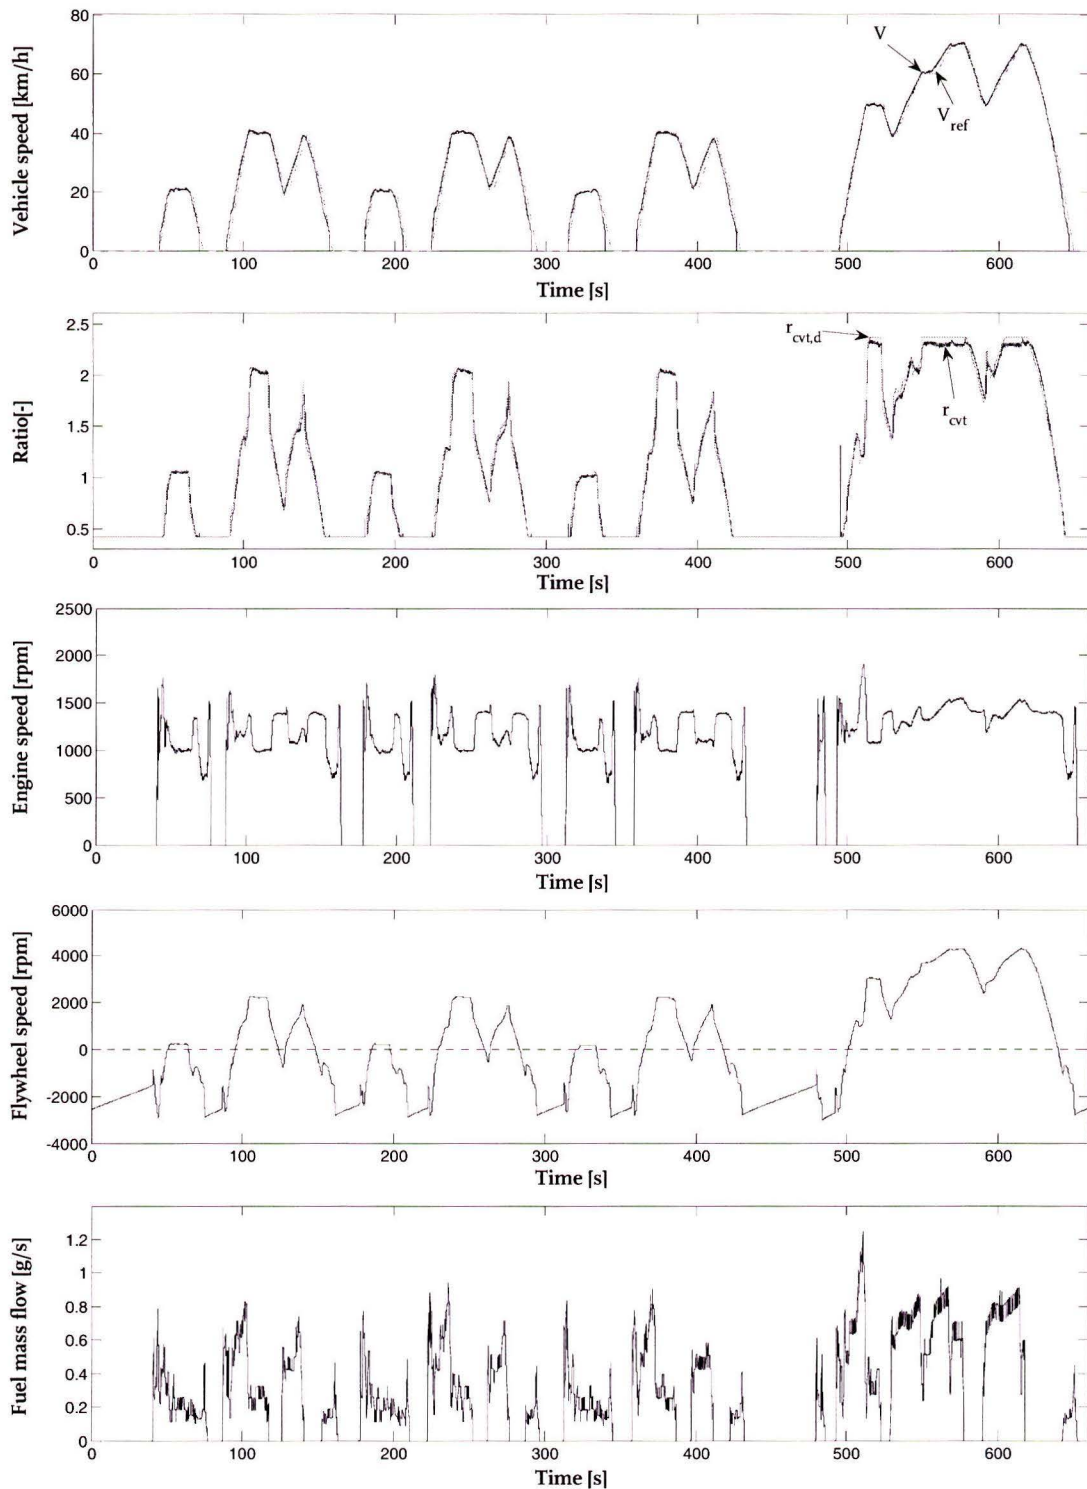 80
60
40
20
0
Vehicle speed [km/h]
V
V_ref
0 100 200 300 400 500 600
Time [s]
2.5
2
1.5
1
0.5
Ratio[-]
r_cvt,d
r_cvt
0 100 200 300 400 500 600
Time [s]
2500
2000
1500
1000
500
0
Engine speed [rpm]
0 100 200 300 400 500 600
Time [s]
6000
4000
2000
0
-2000
-4000
Flywheel speed [rpm]
0 100 200 300 400 500 600
Time [s]
1.2
1
0.8
0.6
0.4
0.2
0
Fuel mass flow [g/s]
0 100 200 300 400 500 600
Time [s]